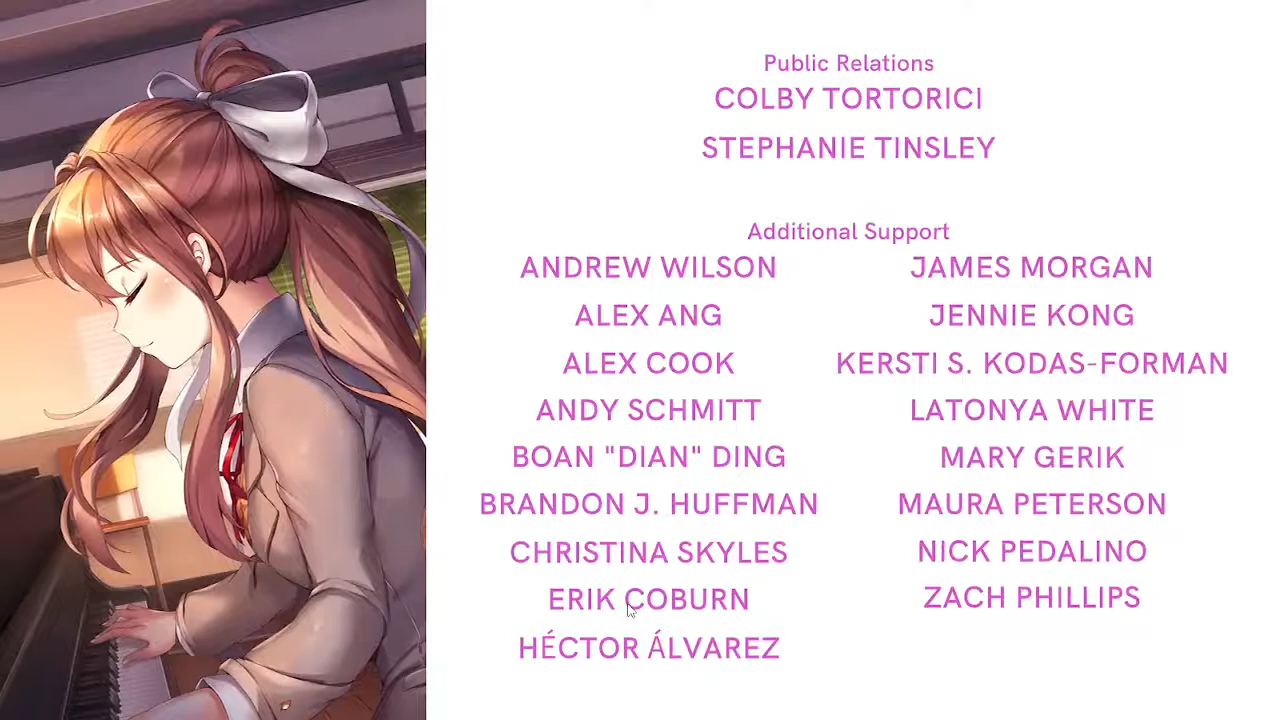 Public Relations
COLBY TORTORICI
STEPHANIE TINSLEY
Additional Support
ANDREW WILSON
ALEX ANG
ALEX COOK
ANDY SCHMITT
BOAN "DIAN" DING
BRANDON J. HUFFMAN
CHRISTINA SKYLES
ERIK COBURN
HÉCTOR ÁLVAREZ
JAMES MORGAN
JENNIE KONG
KERSTI S. KODAS-FORMAN
LATONYA WHITE
MARY GERIK
MAURA PETERSON
NICK PEDALINO
ZACH PHILLIPS